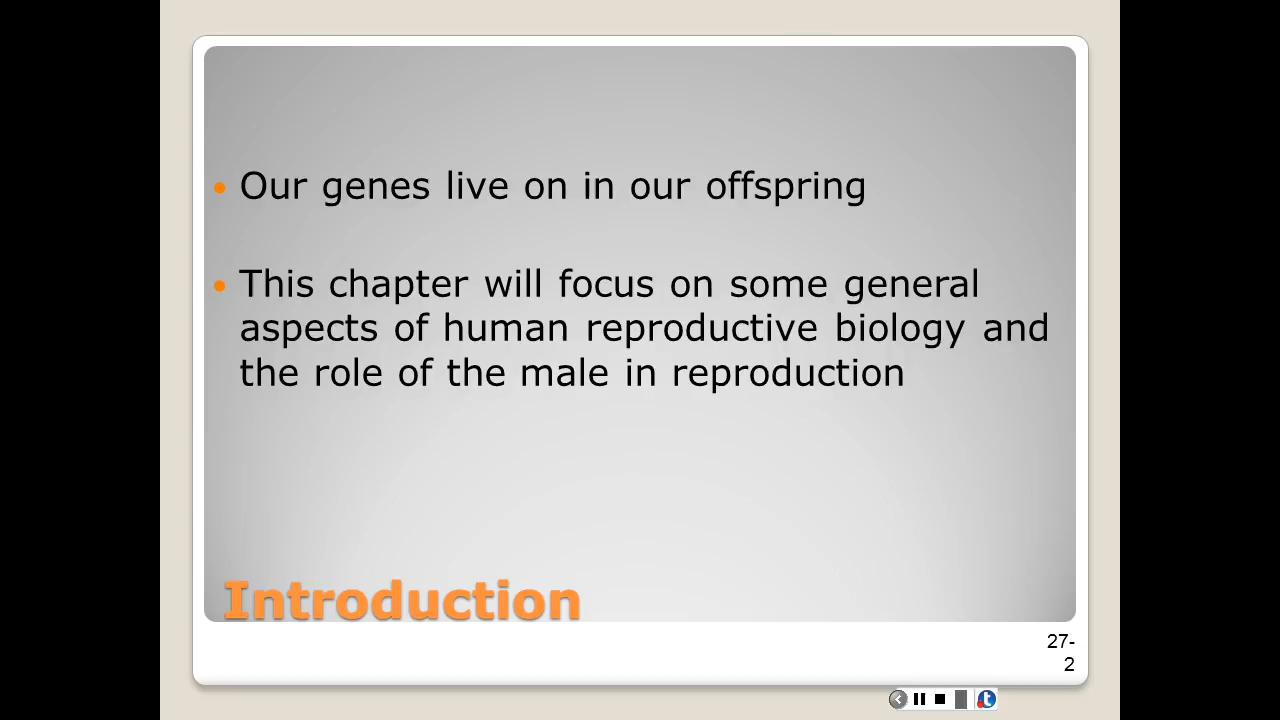 • Our genes live on in our offspring
• This chapter will focus on some general
aspects of human reproductive biology and
the role of the male in reproduction
Introduction
27-
2
t